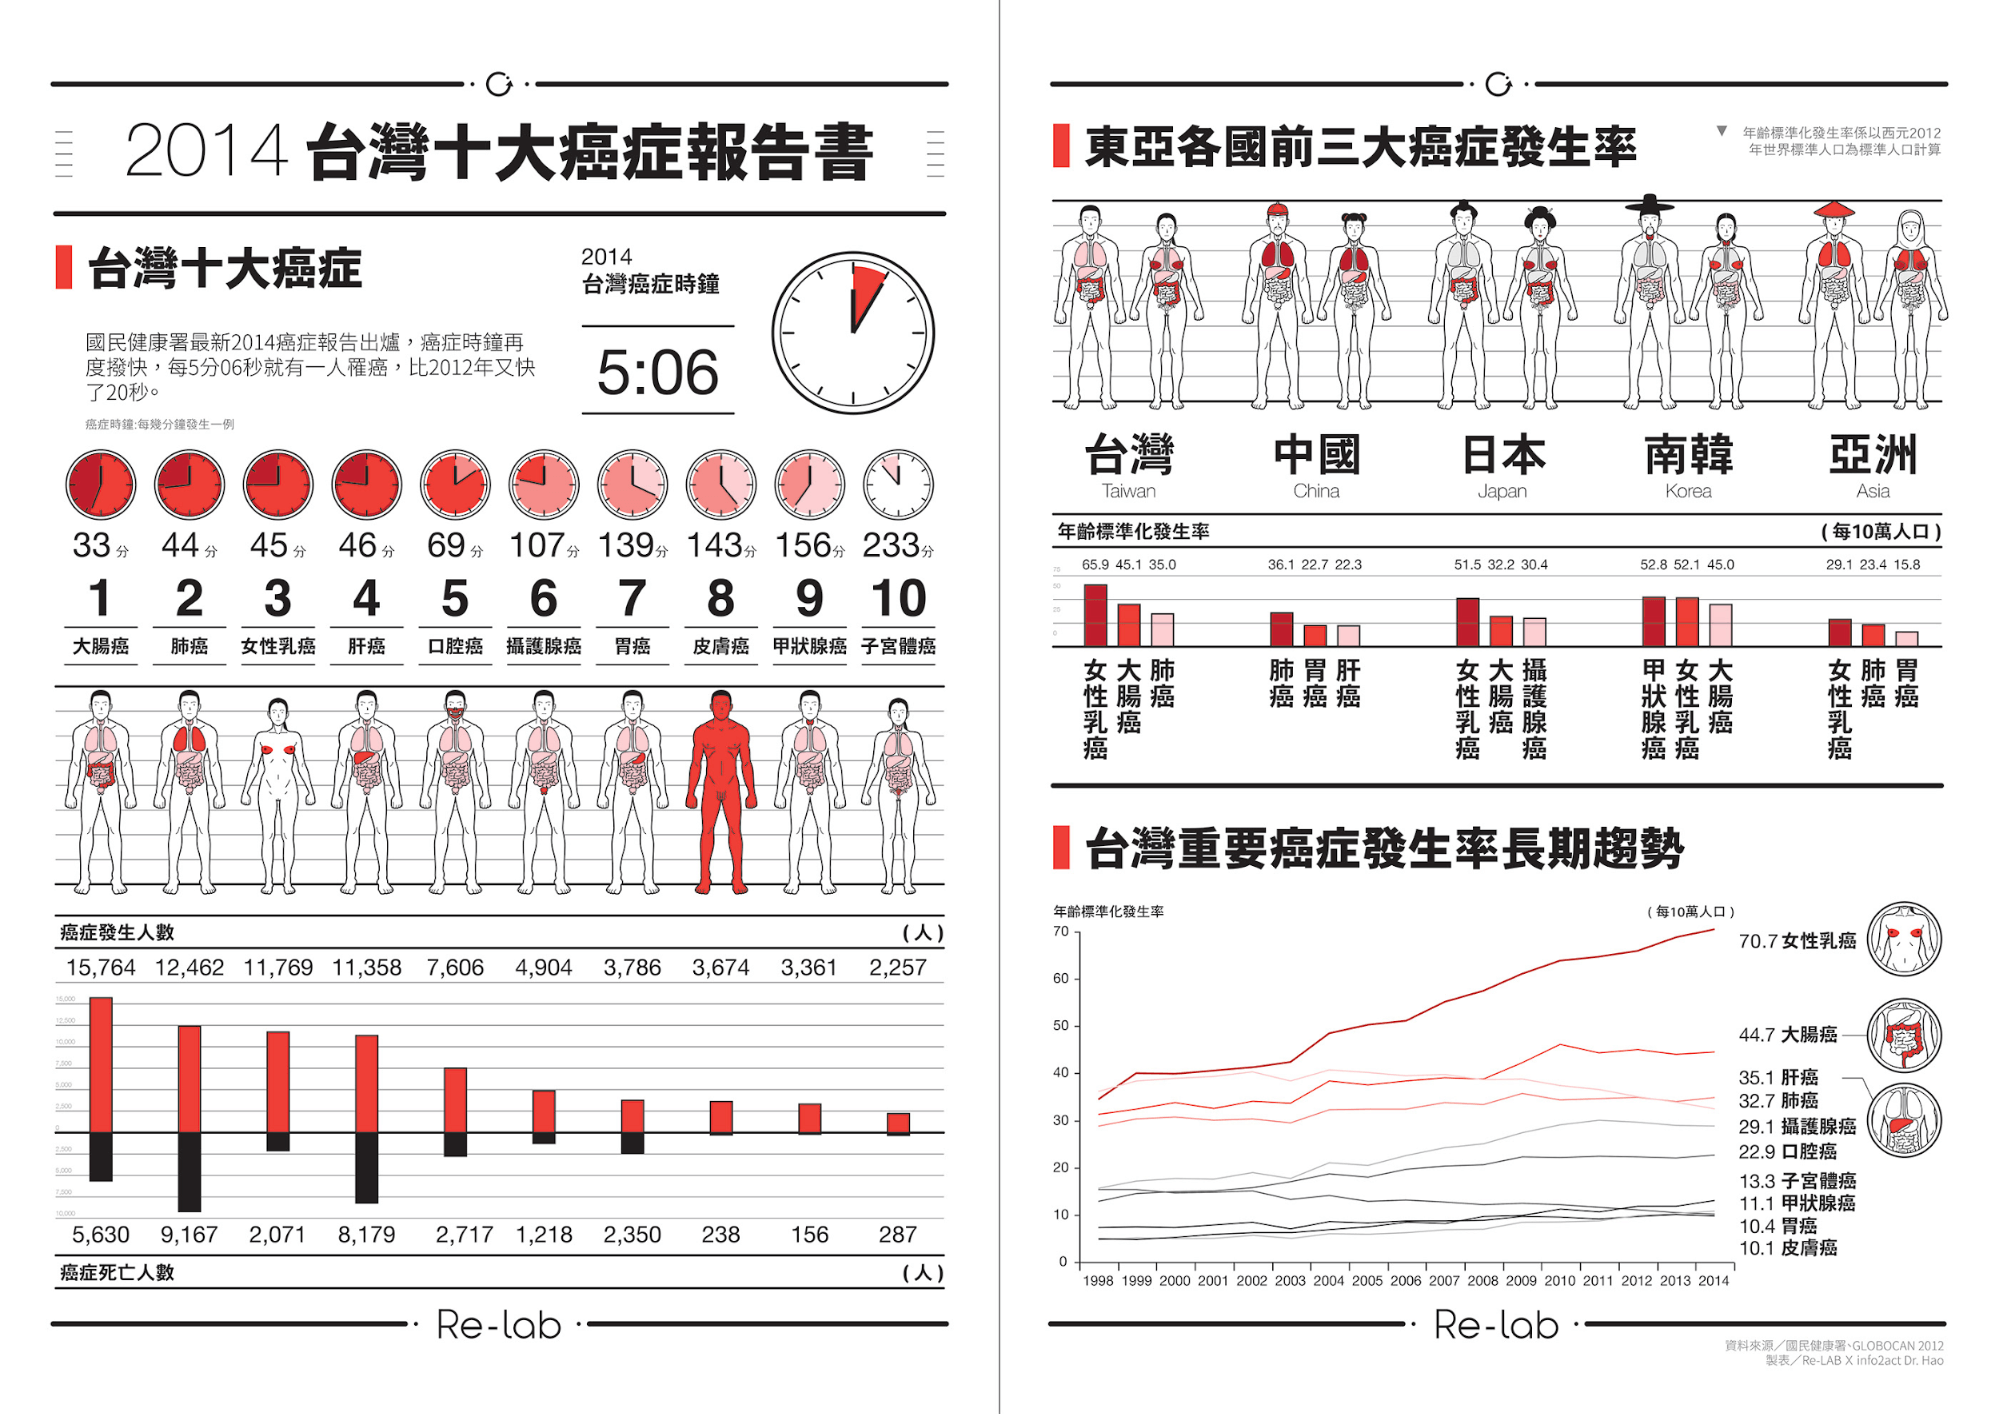 2014 台灣十大癌症報告書
台灣十大癌症
國民健康署最新2014癌症報告出爐，癌症時鐘再
度撥快，每5分06秒就有一人罹癌，比2012年又快
了20秒。
癌症時鐘:每幾分鐘發生一例
2014
台灣癌症時鐘
5:06
33分 44分 45分 46分 69分 107分 139分 143分 156分 233分
1 2 3 4 5 6 7 8 9 10
大腸癌 肺癌 女性乳癌 肝癌 口腔癌 攝護腺癌 胃癌 皮膚癌 甲狀腺癌 子宮體癌
癌症發生人數 (人)
15,764 12,462 11,769 11,358 7,606 4,904 3,786 3,674 3,361 2,257
15,000
12,500
10,000
7,500
5,000
2,500
0
2,500
5,000
7,500
10,000
5,630 9,167 2,071 8,179 2,717 1,218 2,350 238 156 287
癌症死亡人數 (人)
Re-lab
東亞各國前三大癌症發生率
▼ 年齡標準化發生率係以西元2012
年世界標準人口為標準人口計算
台灣 中國 日本 南韓 亞洲
Taiwan China Japan Korea Asia
年齡標準化發生率 (每10萬人口)
65.9 45.1 35.0 36.1 22.7 22.3 51.5 32.2 30.4 52.8 52.1 45.0 29.1 23.4 15.8
女性乳癌 大腸癌 肺癌 肺癌 胃癌 肝癌 女性乳癌 大腸癌 攝護腺癌 甲狀腺癌 女性乳癌 大腸癌 女性乳癌 肺癌 胃癌
台灣重要癌症發生率長期趨勢
年齡標準化發生率 (每10萬人口)
70
60
50
40
30
20
10
0
1998 1999 2000 2001 2002 2003 2004 2005 2006 2007 2008 2009 2010 2011 2012 2013 2014
70.7 女性乳癌
44.7 大腸癌
35.1 肝癌
32.7 肺癌
29.1 攝護腺癌
22.9 口腔癌
13.3 子宮體癌
11.1 甲狀腺癌
10.4 胃癌
10.1 皮膚癌
Re-lab
資料來源／國民健康署、GLOBOCAN 2012
製表／Re-LAB X info2act Dr. Hao